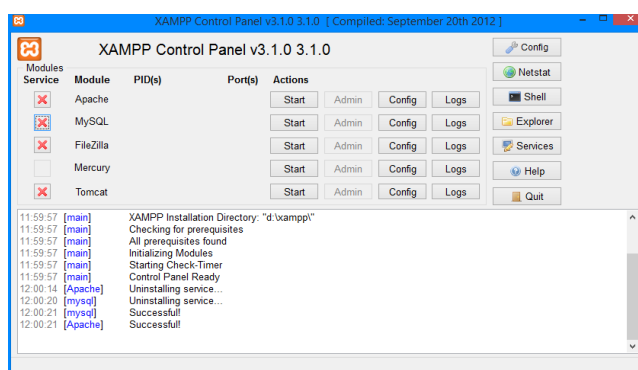 XAMPP Control Panel v3.1.0 3.1.0 [ Compiled: September 20th 2012 ]
XAMPP Control Panel v3.1.0 3.1.0
Config
Modules
Service Module PID(s) Port(s) Actions
Netstat
Apache Start Admin Config Logs
Shell
MySQL Start Admin Config Logs
Explorer
FileZilla Start Admin Config Logs
Services
Mercury Start Admin Config Logs
Help
Tomcat Start Admin Config Logs
Quit
11:59:57 [main] XAMPP Installation Directory: "d:\xampp\"
11:59:57 [main] Checking for prerequisites
11:59:57 [main] All prerequisites found
11:59:57 [main] Initializing Modules
11:59:57 [main] Starting Check-Timer
11:59:57 [main] Control Panel Ready
12:00:14 [Apache] Uninstalling service...
12:00:20 [mysql] Uninstalling service...
12:00:21 [mysql] Successful!
12:00:21 [Apache] Successful!